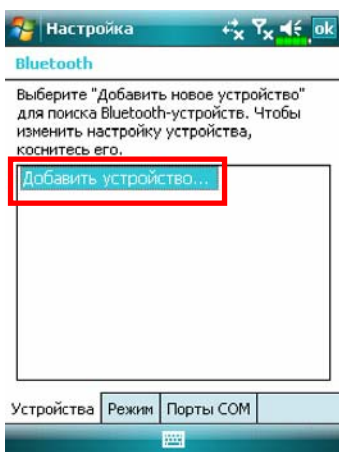 Настройка
ok
Bluetooth
Выберите "Добавить новое устройство"
для поиска Bluetooth-устройств. Чтобы
изменить настройку устройства,
коснитесь его.
Добавить устройство...
Устройства Режим Порты COM